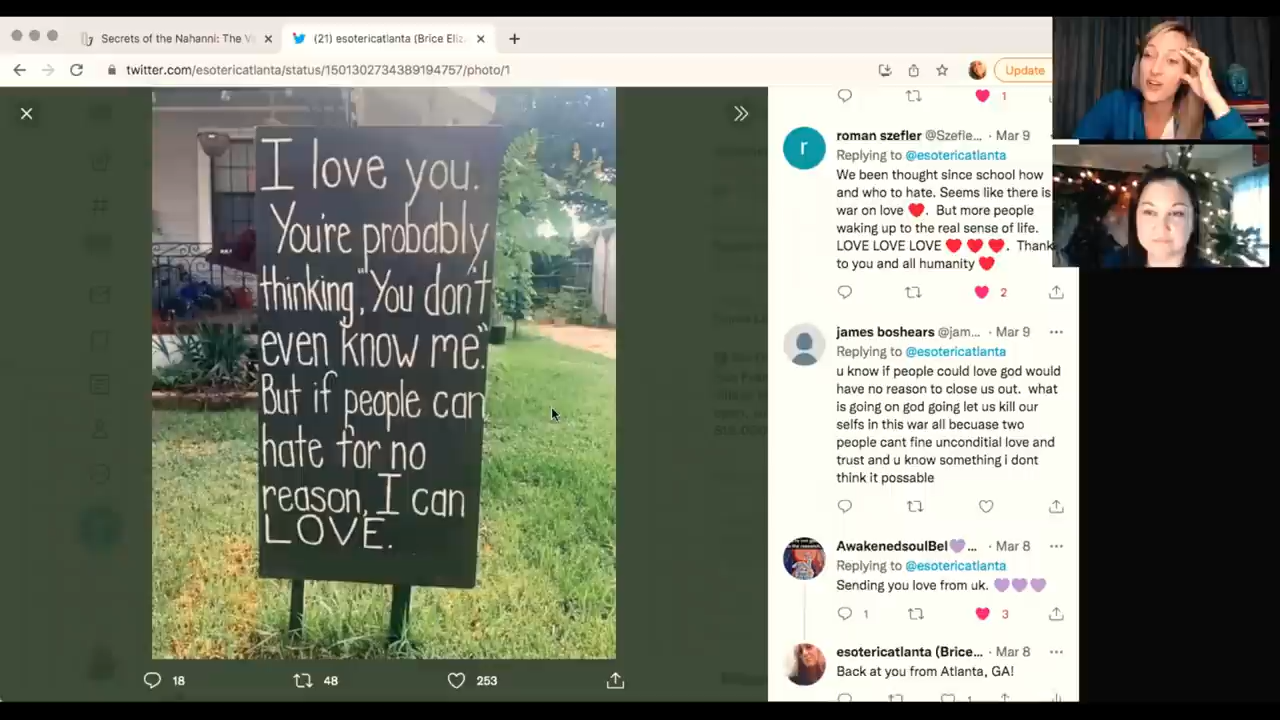 Secrets of the Nahanni: The V
(21) esotericatlanta (Brice Eliz
twitter.com/esotericatlanta/status/1501302734389194757/photo/1
Update
I love you.
You're probably
thinking, "You don't
even know me."
But if people can
hate for no
reason, I can
LOVE.
18
48
253
1
r
roman szefler @Szefle... · Mar 9
Replying to @esotericatlanta
We been thought since school how
and who to hate. Seems like there is
war on love ❤️. But more people
waking up to the real sense of life.
LOVE LOVE LOVE ❤️ ❤️ ❤️. Thank
to you and all humanity ❤️
2
james boshears @jam... · Mar 9
Replying to @esotericatlanta
u know if people could love god would
have no reason to close us out. what
is going on god going let us kill our
selfs in this war all becuase two
people cant fine unconditial love and
trust and u know something i dont
think it possable
AwakenedsoulBel💜 ... · Mar 8
Replying to @esotericatlanta
Sending you love from uk. 💜💜💜
1
3
esotericatlanta (Brice... · Mar 8
Back at you from Atlanta, GA!
1